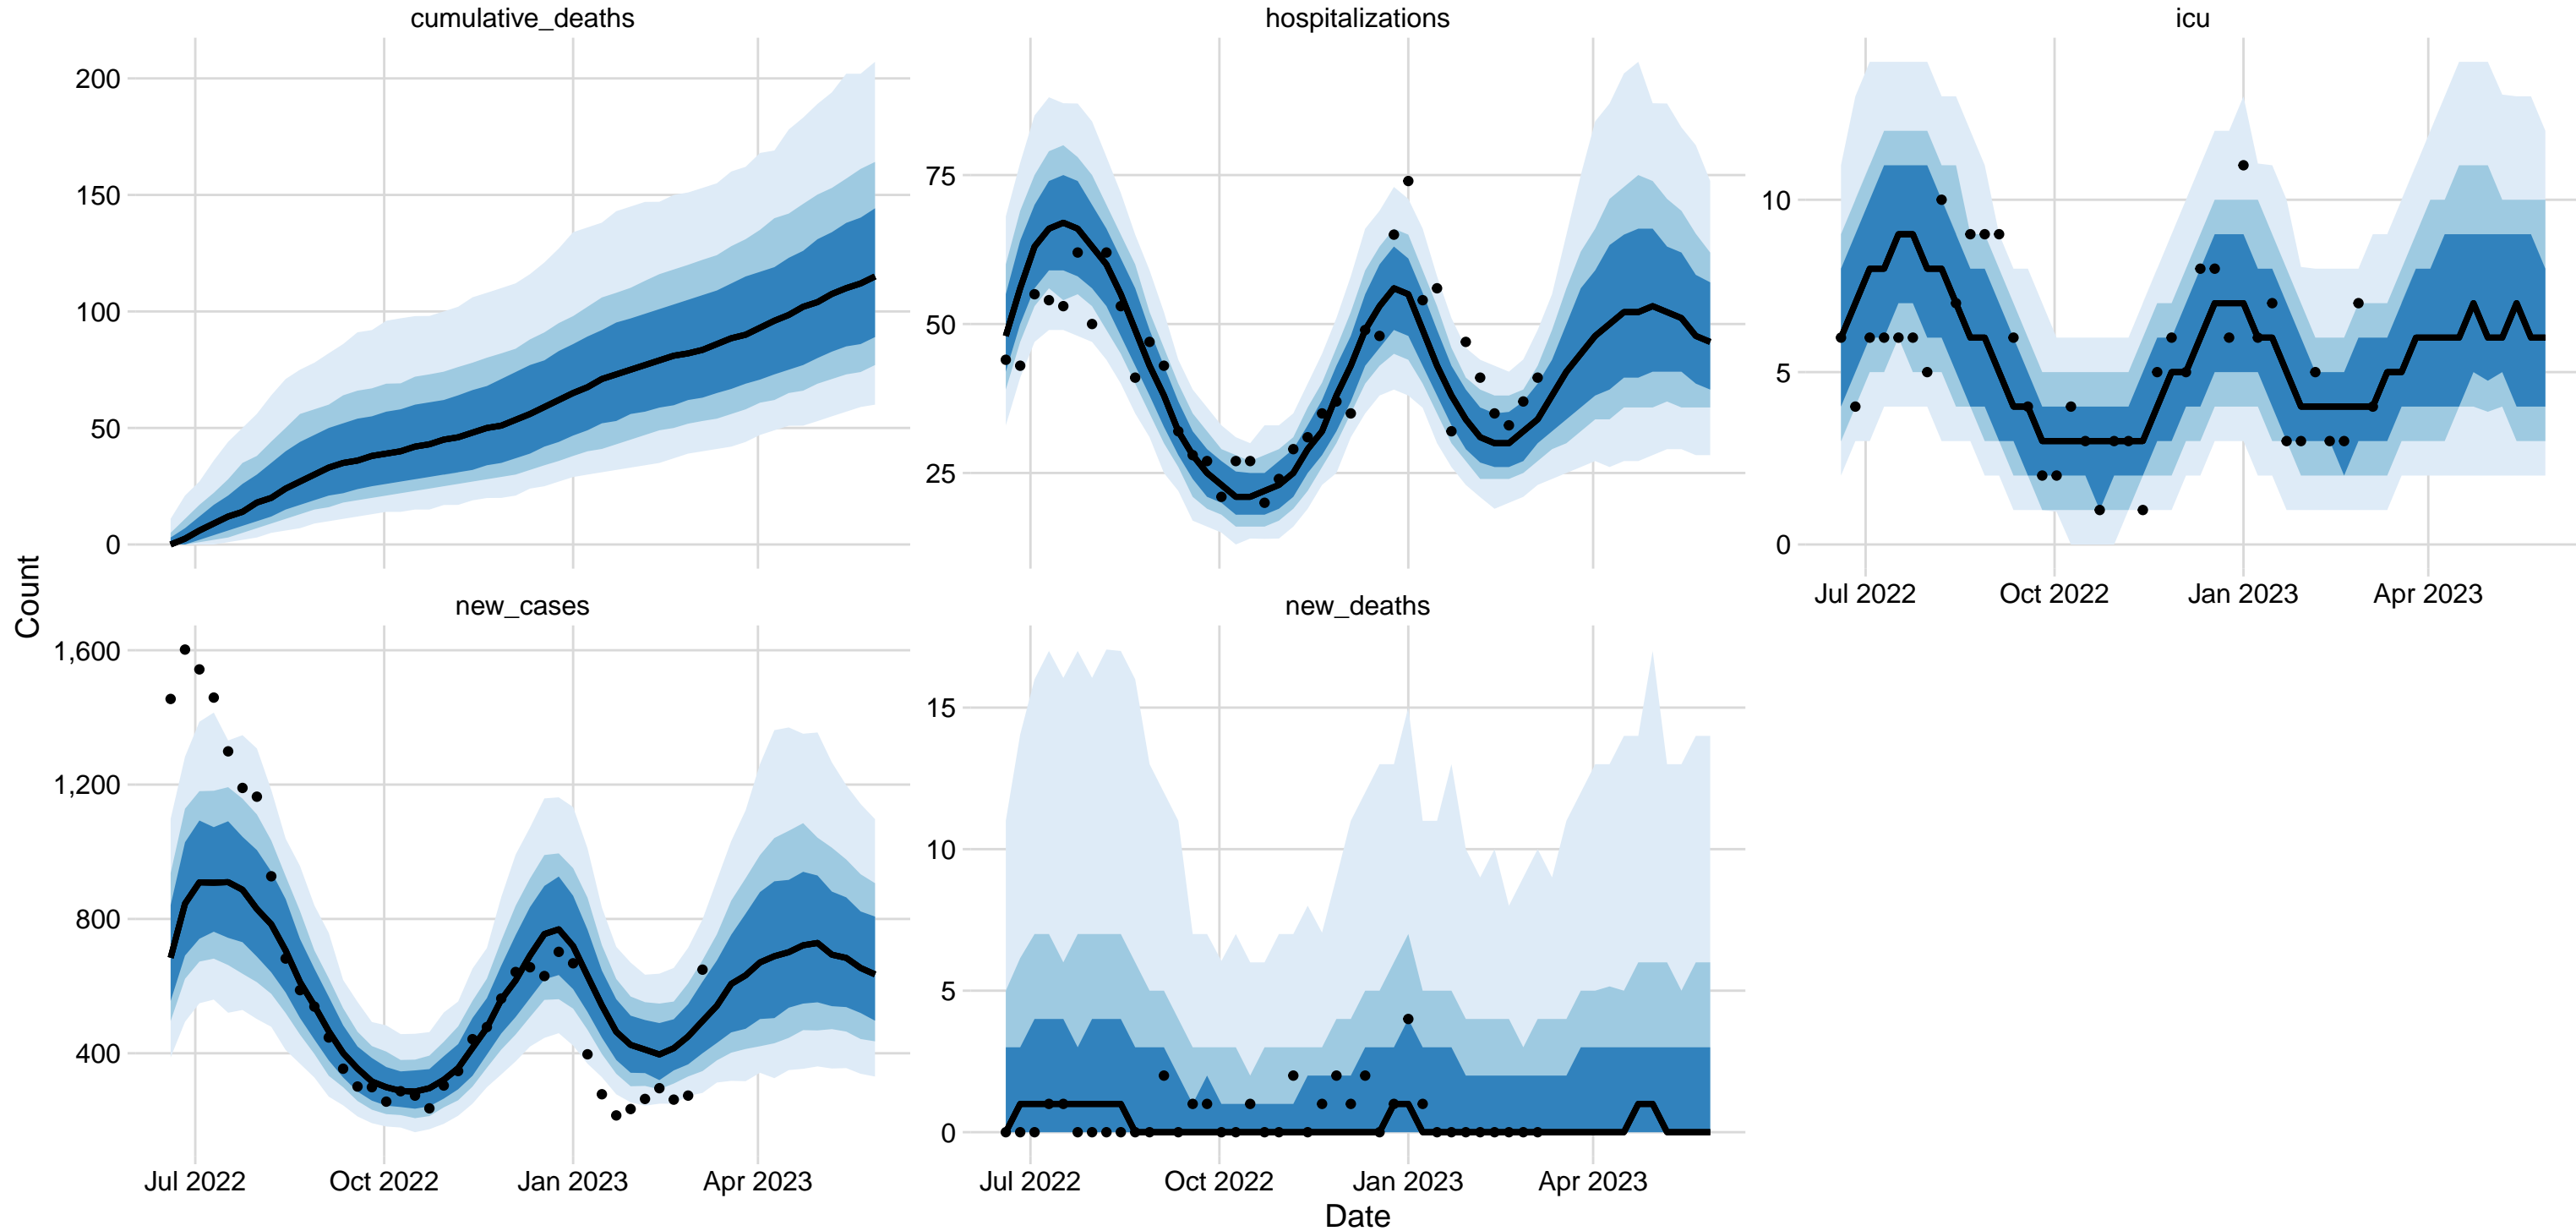 cumulative_deaths
200
150
100
50
0
hospitalizations
75
50
25
icu
10
5
0
Jul 2022 Oct 2022 Jan 2023 Apr 2023
Count
new_cases
1,600
1,200
800
400
Jul 2022 Oct 2022 Jan 2023 Apr 2023
new_deaths
15
10
5
0
Jul 2022 Oct 2022 Jan 2023 Apr 2023
Date